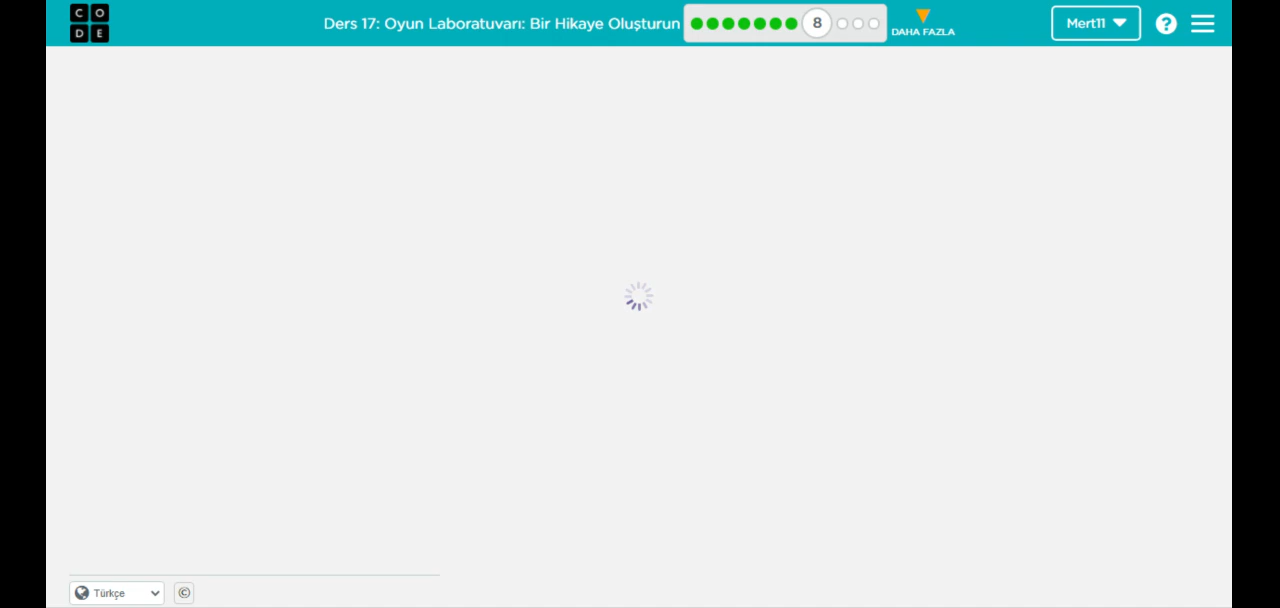 C O
D E
Ders 17: Oyun Laboratuvarı: Bir Hikaye Oluşturun
8
DAHA FAZLA
Mert11
?
Türkçe
©